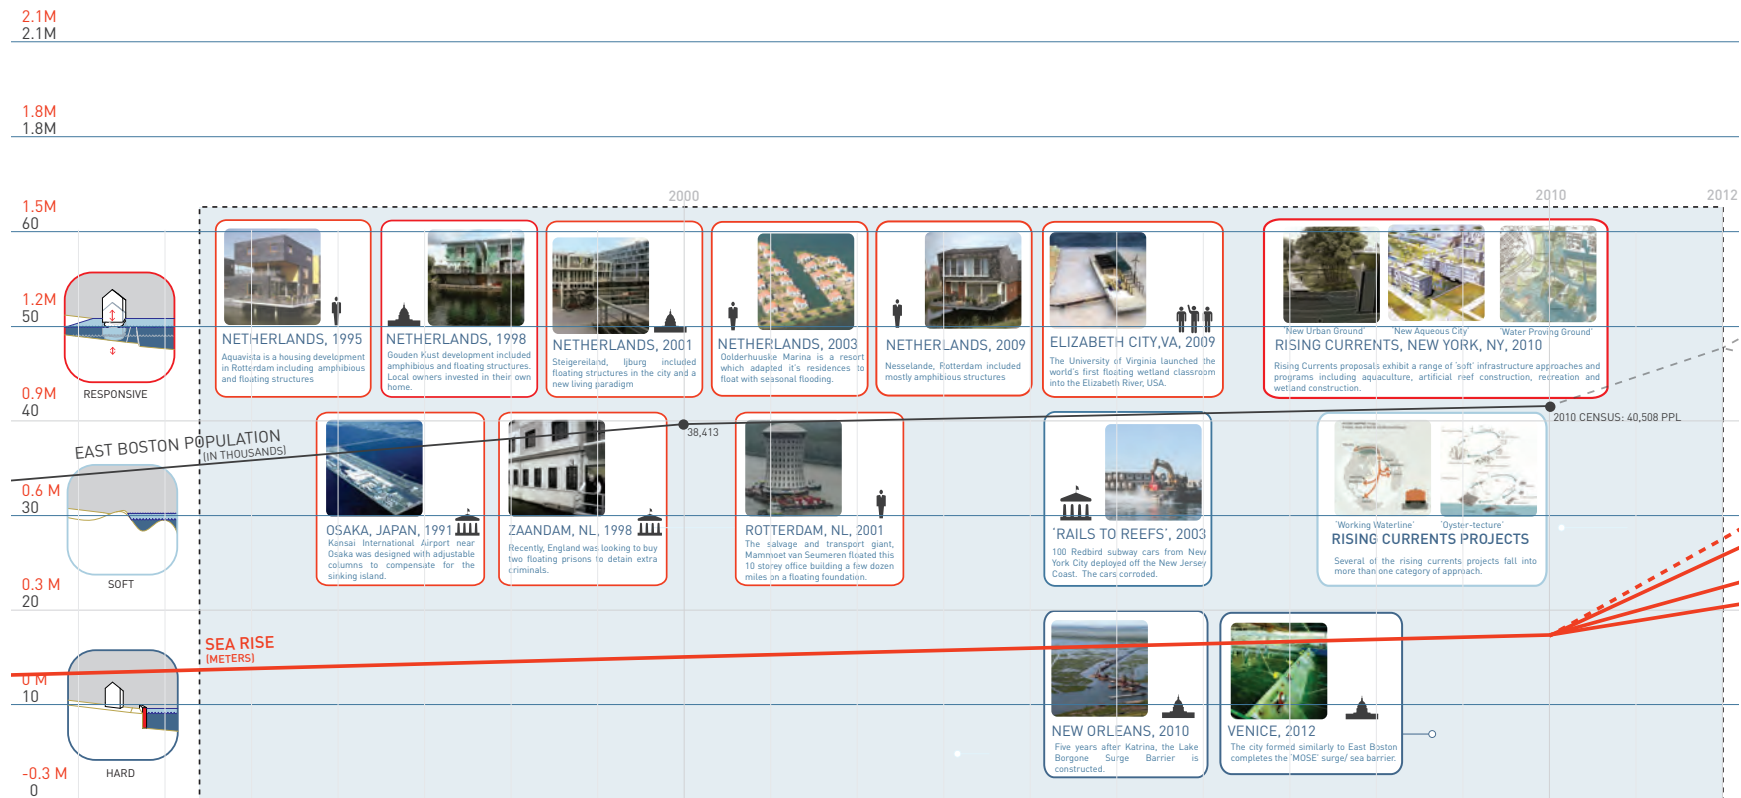 2.1M
2.1M
1.8M
1.8M
2000
2010
2012
1.5M
60
1.2M
50
RESPONSIVE
0.9M
40
NETHERLANDS, 1995
Aquavista is a housing development
in Rotterdam including amphibious
and floating structures
NETHERLANDS, 1998
Gouden Kust development included
amphibious and floating structures.
Local owners invested in their own
home.
NETHERLANDS, 2001
Steigereiland, Ijburg included
floating structures in the city and a
new living paradigm
NETHERLANDS, 2003
Oolderhuuske Marina is a resort
which adapted it's residences to
float with seasonal flooding.
NETHERLANDS, 2009
Nesselande, Rotterdam included
mostly amphibious structures
ELIZABETH CITY,VA, 2009
The University of Virginia launched the
world's first floating wetland classroom
into the Elizabeth River, USA.
'New Urban Ground'
'New Aqueous City'
'Water Proving Ground'
RISING CURRENTS, NEW YORK, NY, 2010
Rising Currents proposals exhibit a range of 'soft' infrastructure approaches and
programs including aquaculture, artificial reef construction, recreation and
wetland construction.
EAST BOSTON POPULATION
(IN THOUSANDS)
38,413
2010 CENSUS: 40,508 PPL
0.6 M
30
SOFT
0.3 M
20
OSAKA, JAPAN, 1991
Kansai International Airport near
Osaka was designed with adjustable
columns to compensate for the
sinking island.
ZAANDAM, NL, 1998
Recently, England was looking to buy
two floating prisons to detain extra
criminals.
ROTTERDAM, NL, 2001
The salvage and transport giant,
Mammoet van Seumeren floated this
10 storey office building a few dozen
miles on a floating foundation.
'RAILS TO REEFS', 2003
100 Redbird subway cars from New
York City deployed off the New Jersey
Coast. The cars corroded.
'Working Waterline'
'Oyster-tecture'
RISING CURRENTS PROJECTS
Several of the rising currents projects fall into
more than one category of approach.
SEA RISE
(METERS)
0 M
10
HARD
-0.3 M
0
NEW ORLEANS, 2010
Five years after Katrina, the Lake
Borgone Surge Barrier is
constructed.
VENICE, 2012
The city formed similarly to East Boston
completes the 'MOSE' surge/ sea barrier.